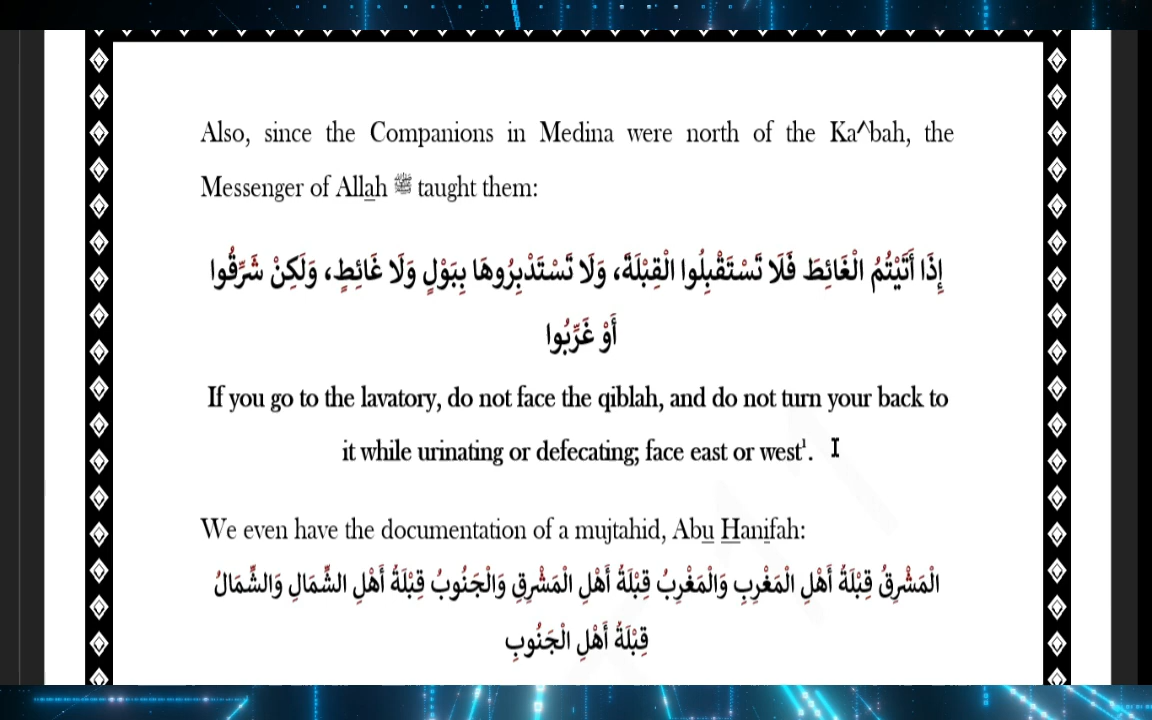 Also, since the Companions in Medina were north of the Ka^bah, the
Messenger of Allah ﷺ taught them:
إِذَا أَتَيْتُمُ الْغَائِطَ فَلَا تَسْتَقْبِلُوا الْقِبْلَةَ، وَلَا تَسْتَدْبِرُوهَا بِبَوْلٍ وَلَا غَائِطٍ، وَلَكِنْ شَرِّقُوا
أَوْ غَرِّبُوا
If you go to the lavatory, do not face the qiblah, and do not turn your back to
it while urinating or defecating; face east or west¹.
We even have the documentation of a mujtahid, Abu Hanifah:
الْمَشْرِقُ قِبْلَةُ أَهْلِ الْمَغْرِبِ وَالْمَغْرِبُ قِبْلَةُ أَهْلِ الْمَشْرِقِ وَالْجَنُوبُ قِبْلَةُ أَهْلِ الشَّمَالِ وَالشَّمَالُ
قِبْلَةُ أَهْلِ الْجَنُوبِ